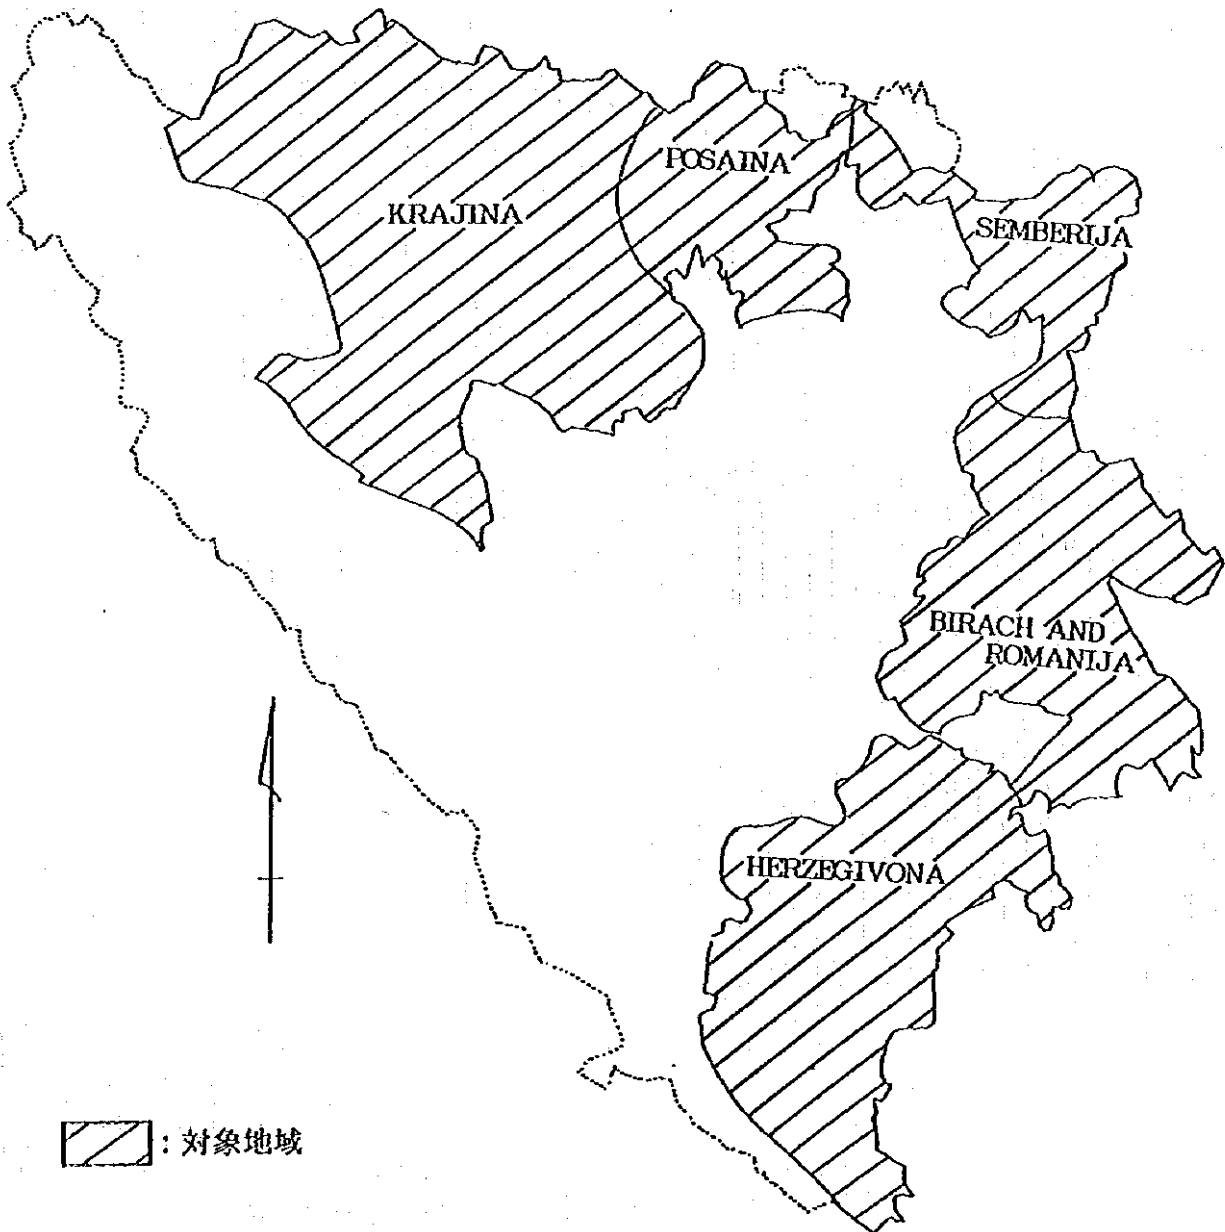 POSAINA
KRAJINA
SEMBERIJA
BIRACH AND
ROMANIJA
HERZEGIVONA
: 対象地域